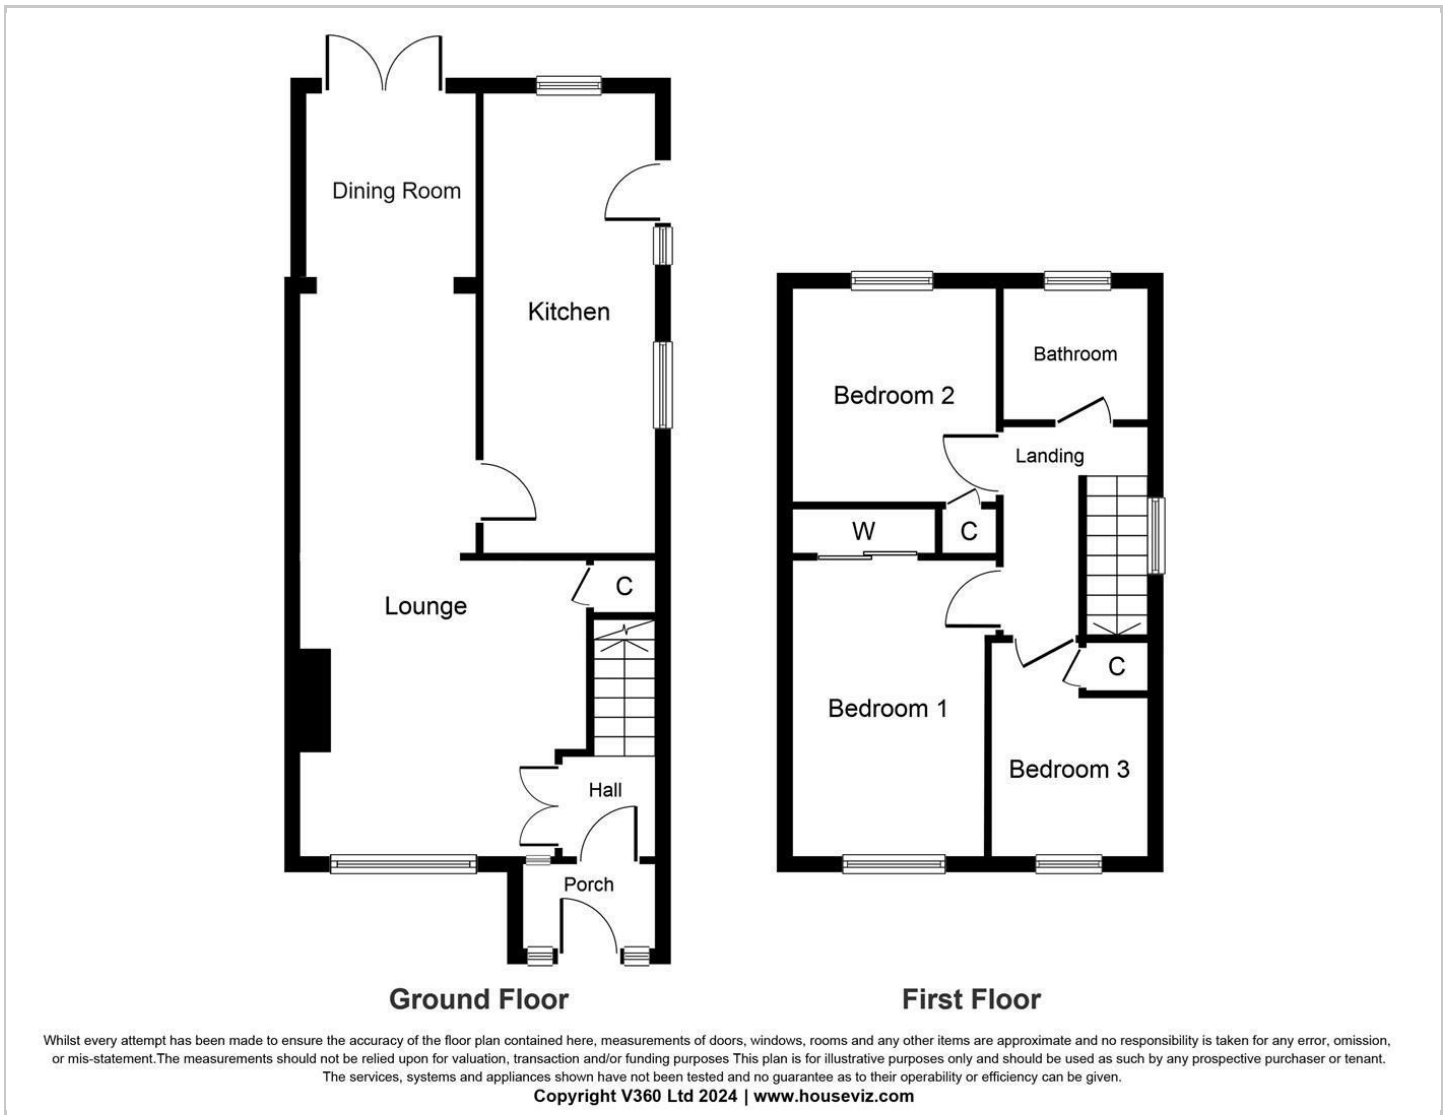 Dining Room
Kitchen
Lounge
C
Hall
Porch
Ground Floor
Bedroom 2
Bathroom
Landing
W
C
C
Bedroom 1
Bedroom 3
First Floor
Whilst every attempt has been made to ensure the accuracy of the floor plan contained here, measurements of doors, windows, rooms and any other items are approximate and no responsibility is taken for any error, omission,
or mis-statement.The measurements should not be relied upon for valuation, transaction and/or funding purposes This plan is for illustrative purposes only and should be used as such by any prospective purchaser or tenant.
The services, systems and appliances shown have not been tested and no guarantee as to their operability or efficiency can be given.
Copyright V360 Ltd 2024 | www.houseviz.com